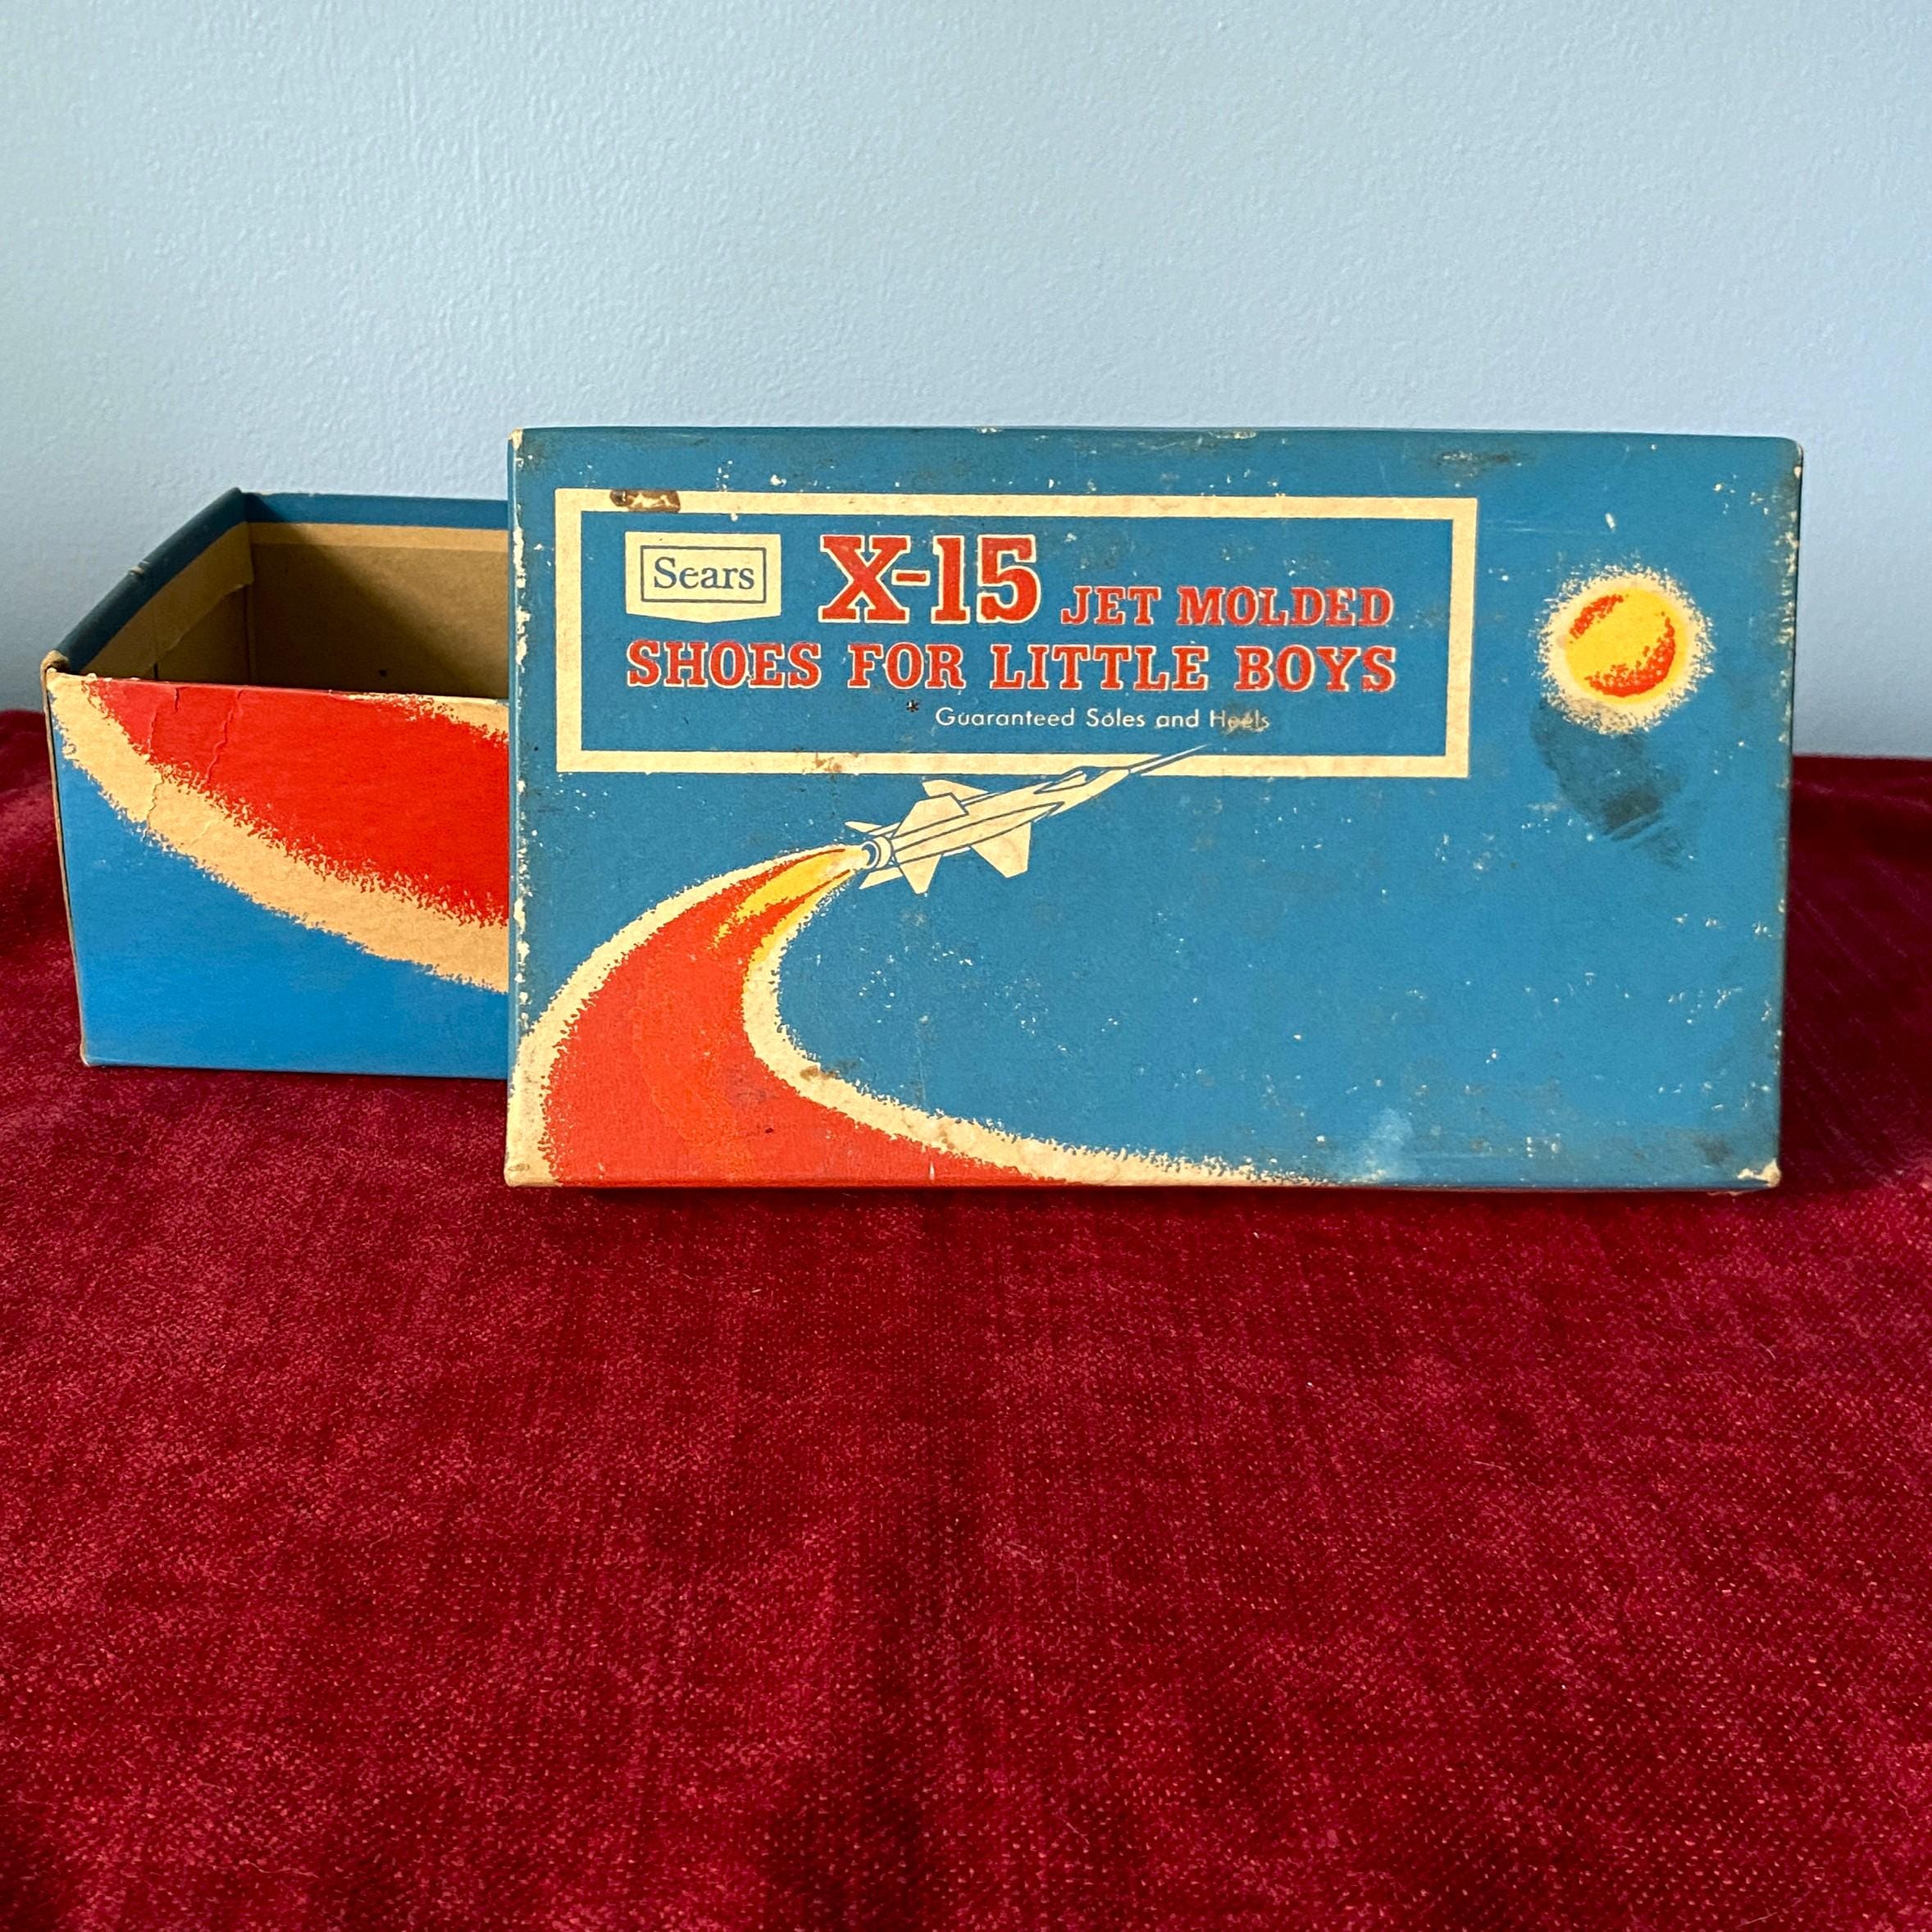 Sears X-15 JET MOLDED
SHOES FOR LITTLE BOYS
Guaranteed Soles and Heels